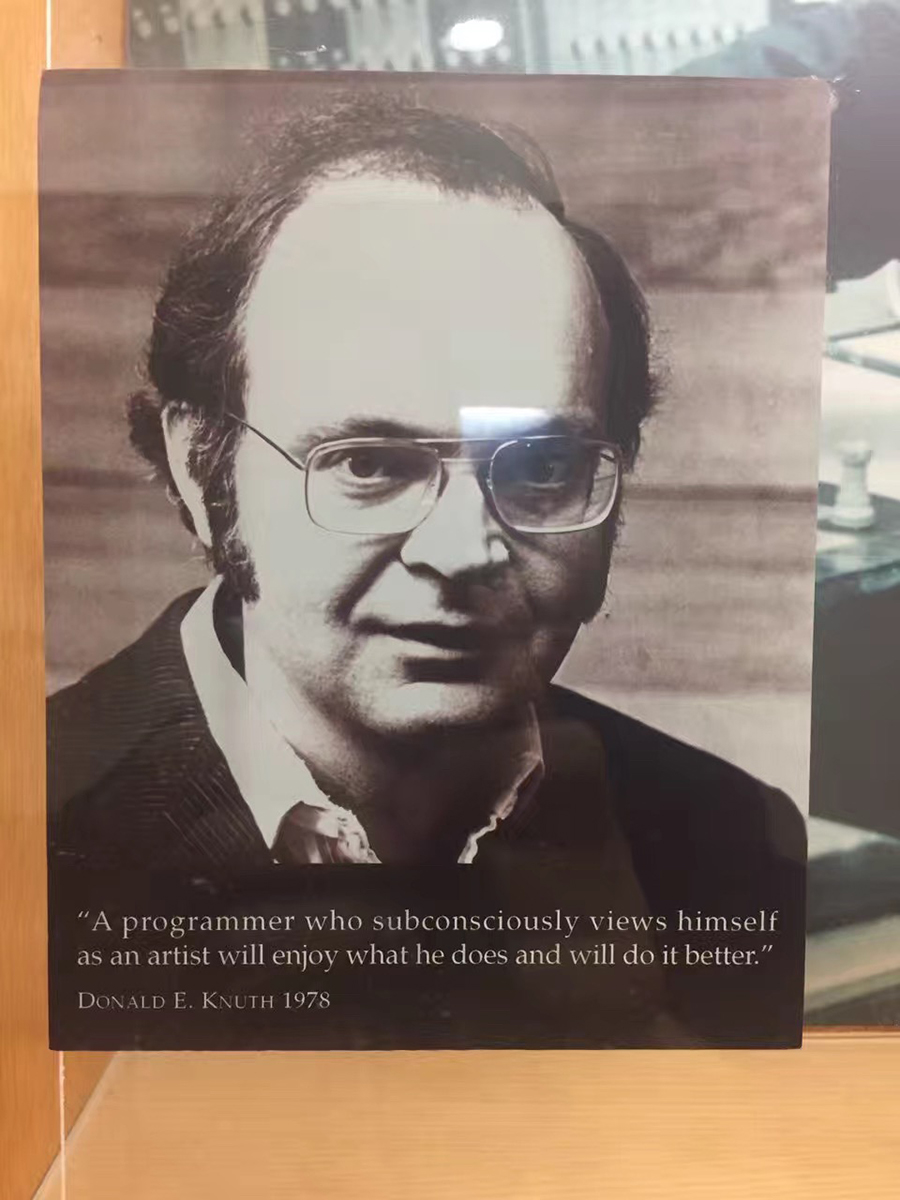 “A programmer who subconsciously views himself
as an artist will enjoy what he does and will do it better.”
Donald E. Knuth 1978